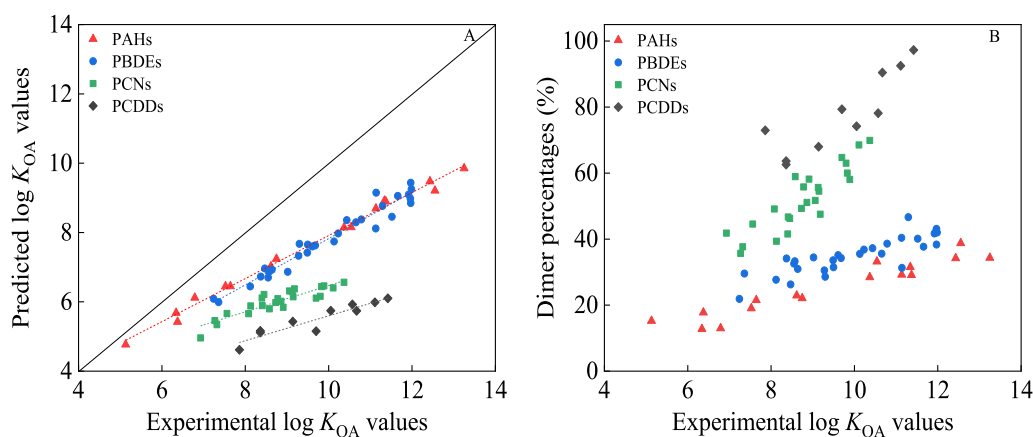 A
PAHs
PBDEs
PCNs
PCDDs
Predicted log KOA values
14
12
10
8
6
4
4 6 8 10 12 14
Experimental log KOA values
B
PAHs
PBDEs
PCNs
PCDDs
Dimer percentages (%)
100
80
60
40
20
0
4 6 8 10 12 14
Experimental log KOA values